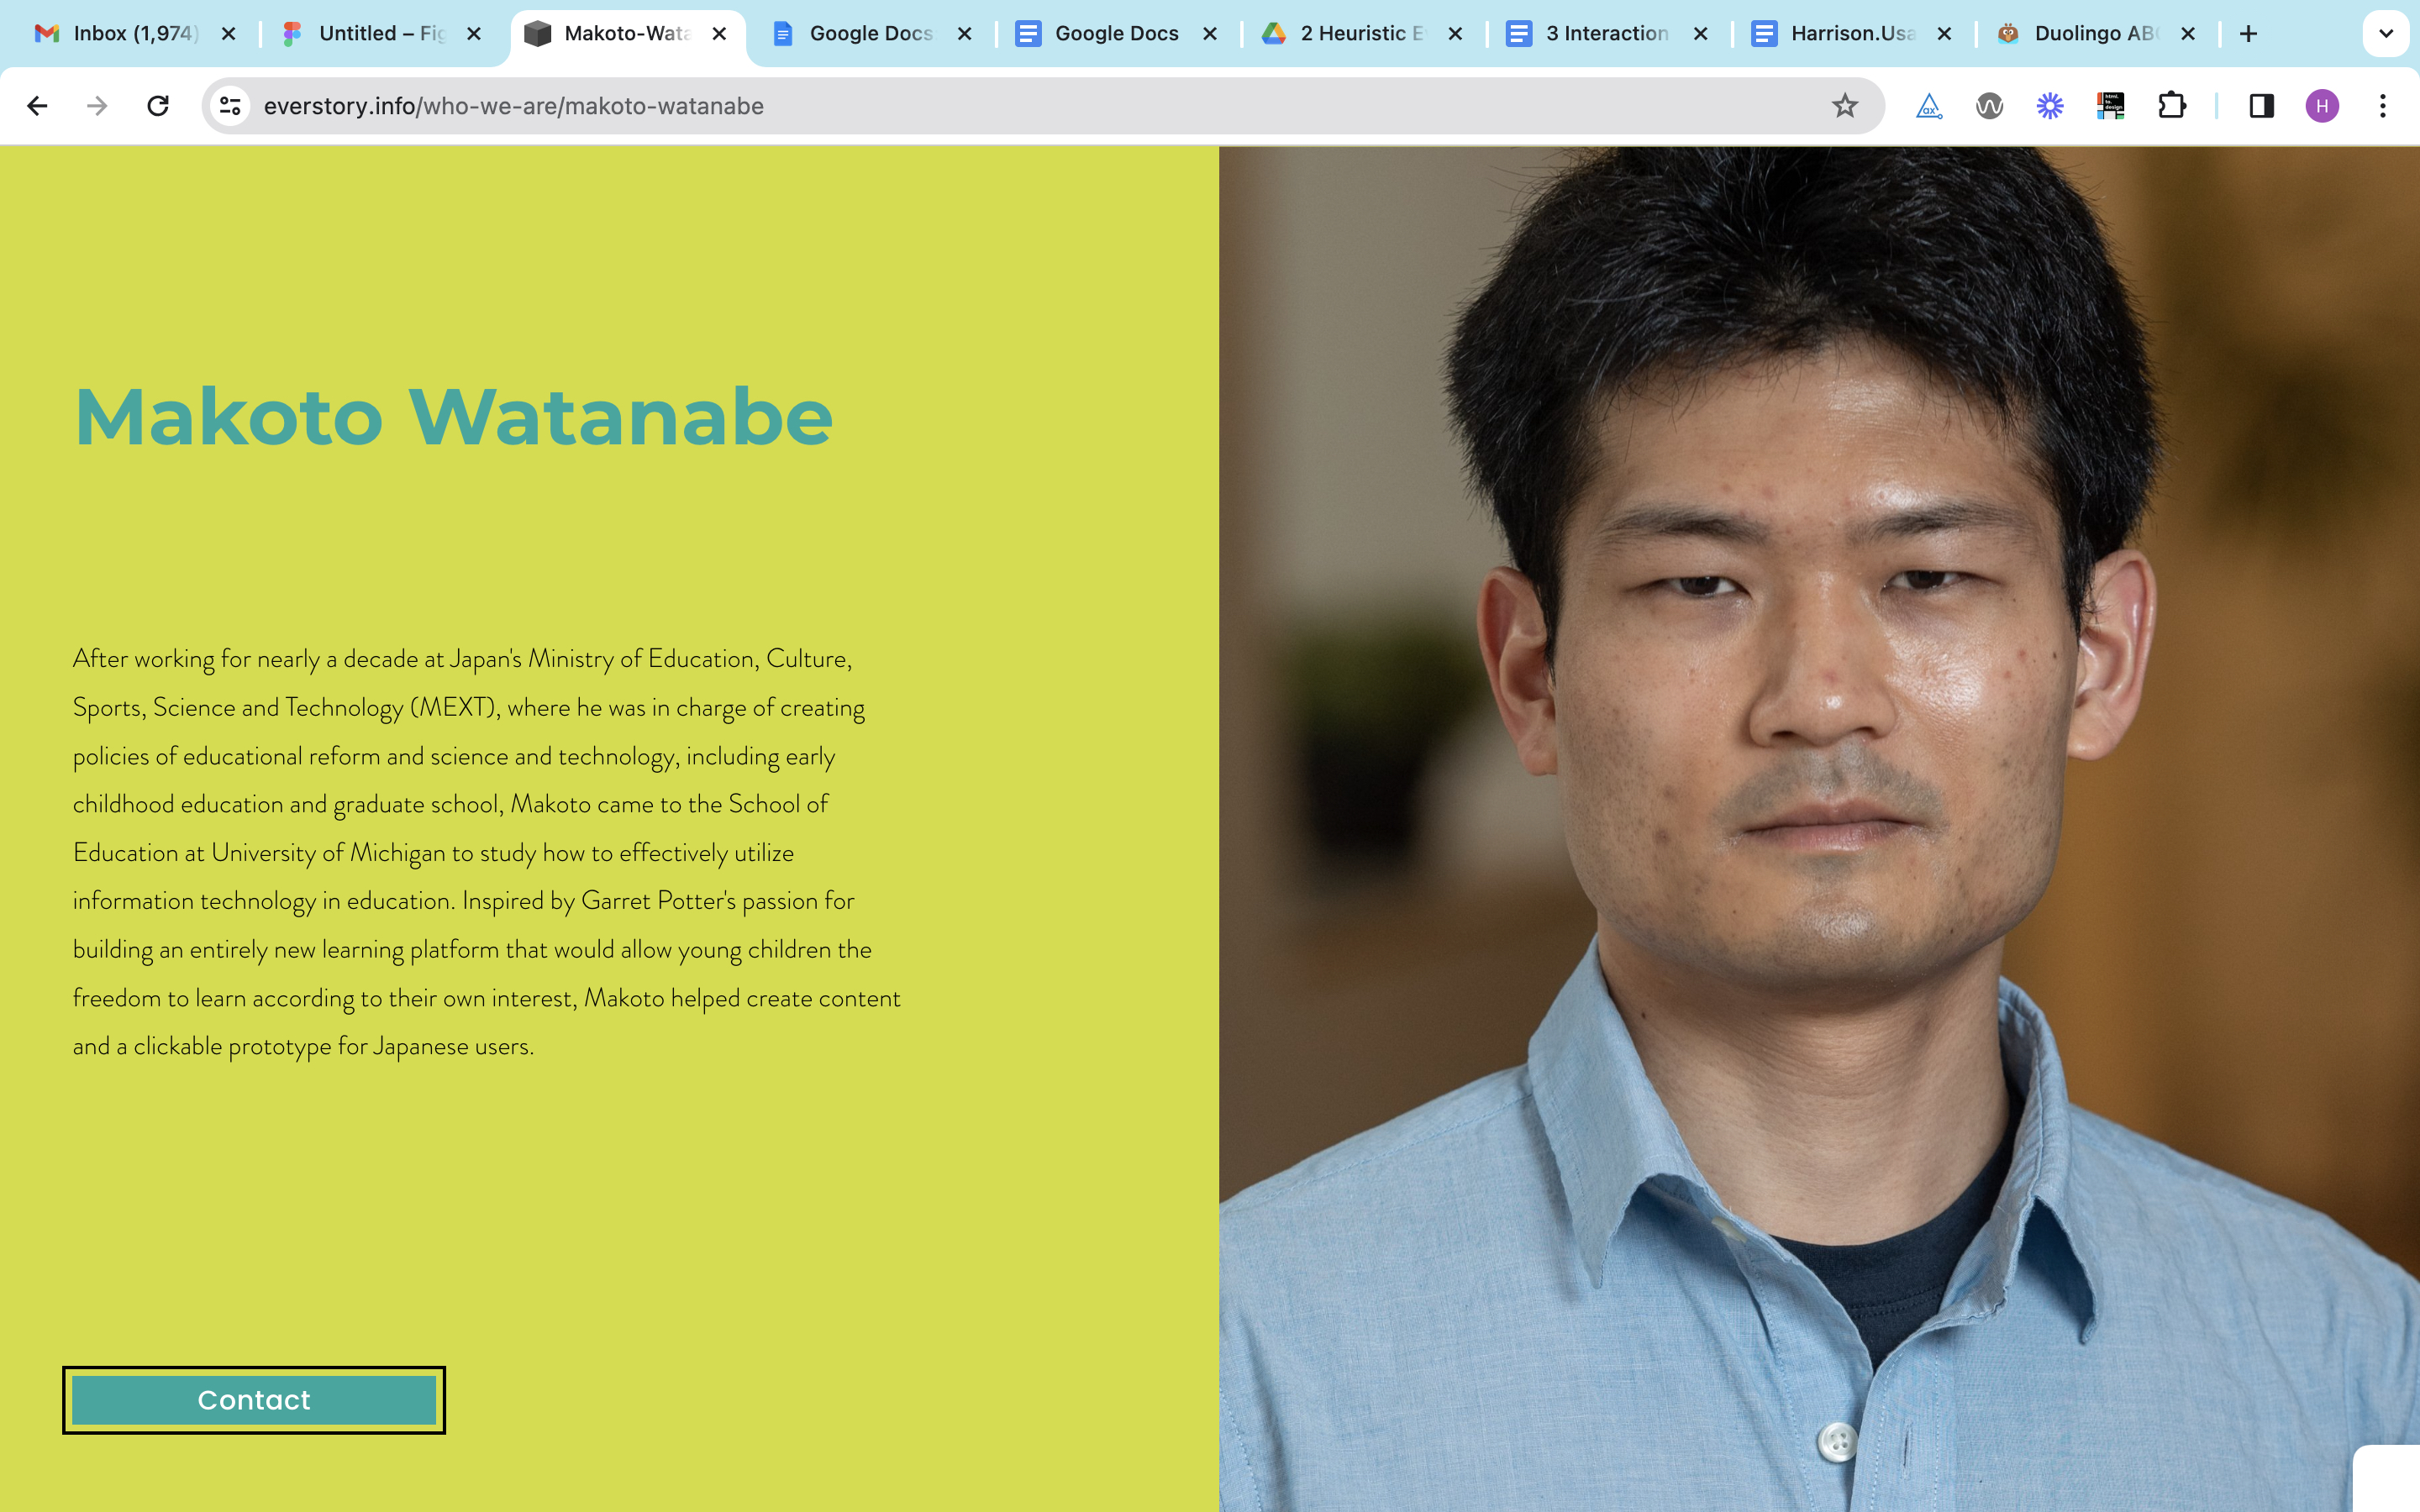 Inbox (1,974)
Untitled – Fig
Makoto-Wata
Google Docs
Google Docs
2 Heuristic E
3 Interaction
Harrison.Usa
Duolingo ABC
everstory.info/who-we-are/makoto-watanabe
H
Makoto Watanabe
After working for nearly a decade at Japan's Ministry of Education, Culture,
Sports, Science and Technology (MEXT), where he was in charge of creating
policies of educational reform and science and technology, including early
childhood education and graduate school, Makoto came to the School of
Education at University of Michigan to study how to effectively utilize
information technology in education. Inspired by Garret Potter's passion for
building an entirely new learning platform that would allow young children the
freedom to learn according to their own interest, Makoto helped create content
and a clickable prototype for Japanese users.
Contact